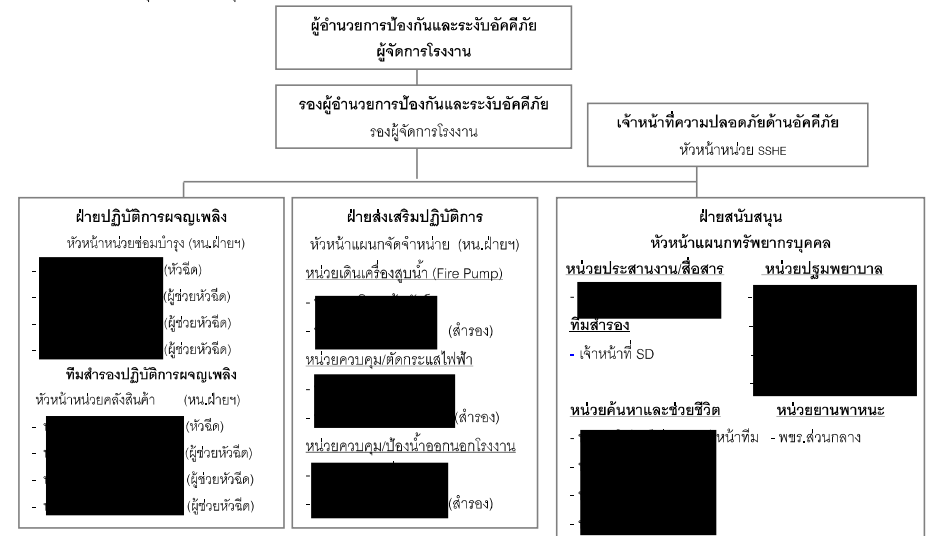 ผู้อำนวยการป้องกันและระงับอัคคีภัย
ผู้จัดการโรงงาน
รองผู้อำนวยการป้องกันและระงับอัคคีภัย
รองผู้จัดการโรงงาน
เจ้าหน้าที่ความปลอดภัยด้านอัคคีภัย
หัวหน้าหน่วย SSHE
ฝ่ายปฏิบัติการผจญเพลิง
หัวหน้าหน่วยซ่อมบำรุง (หน.ฝ่ายฯ)
- (หัวฉีด)
- (ผู้ช่วยหัวฉีด)
- (ผู้ช่วยหัวฉีด)
- (ผู้ช่วยหัวฉีด)
ทีมสำรองปฏิบัติการผจญเพลิง
หัวหน้าหน่วยคลังสินค้า (หน.ฝ่ายฯ)
- (หัวฉีด)
- (ผู้ช่วยหัวฉีด)
- (ผู้ช่วยหัวฉีด)
- (ผู้ช่วยหัวฉีด)
ฝ่ายส่งเสริมปฏิบัติการ
หัวหน้าแผนกจัดจำหน่าย (หน.ฝ่ายฯ)
หน่วยเดินเครื่องสูบน้ำ (Fire Pump)
-
- (สำรอง)
หน่วยควบคุม/ตัดกระแสไฟฟ้า
-
- (สำรอง)
หน่วยควบคุม/ป้องน้ำออกนอกโรงงาน
-
- (สำรอง)
ฝ่ายสนับสนุน
หัวหน้าแผนกทรัพยากรบุคคล
หน่วยประสานงาน/สื่อสาร
-
ทีมสำรอง
- เจ้าหน้าที่ SD
หน่วยปฐมพยาบาล
หน่วยค้นหาและช่วยชีวิต
- หน้าทีม
-
-
-
หน่วยยานพาหนะ
- พขร.ส่วนกลาง